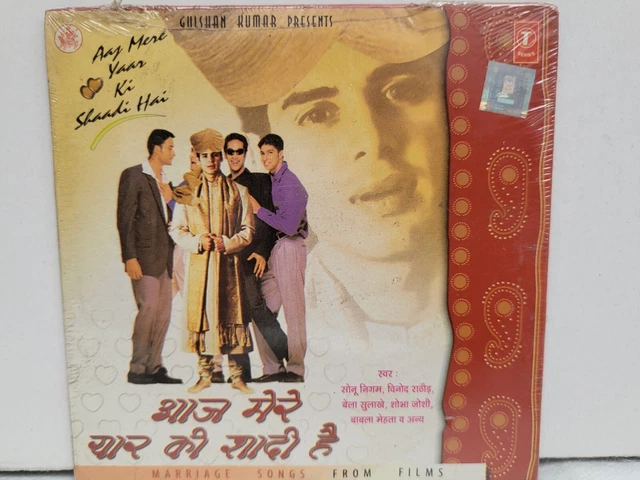 GULSHAN KUMAR PRESENTS
Aaj Mere
Yaar
Ki
Shaadi Hai
T
SERIES
स्वर :
सोनू निगम, विनोद राठौड़,
बेला सुलाखे, शोभा जोशी,
बाबला मेहता व अन्य
आज मेरे
यार की शादी है
MARRIAGE SONGS FROM FILMS